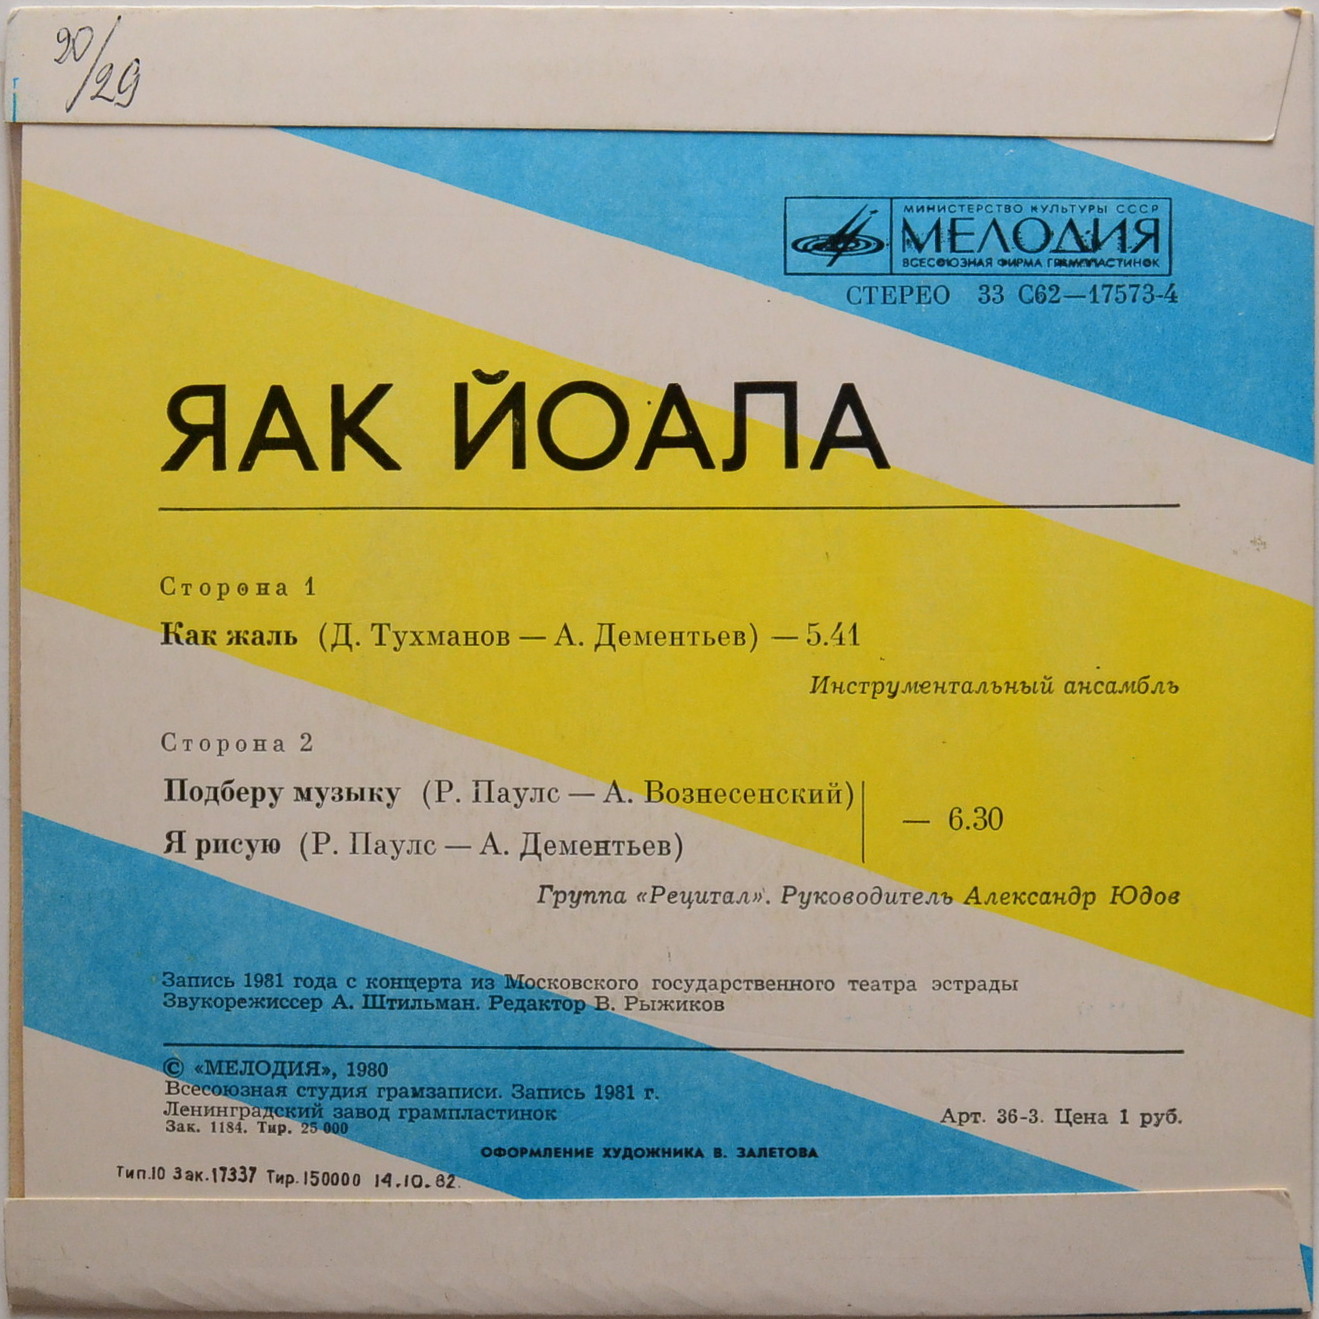 20/29
МИНИСТЕРСТВО КУЛЬТУРЫ СССР
МЕЛОДИЯ
ВСЕСОЮЗНАЯ ФИРМА ГРАМПЛАСТИНОК
СТЕРЕО 33 С62—17573-4
ЯАК ЙОАЛА
Сторона 1
Как жаль (Д. Тухманов — А. Дементьев) — 5.41
Инструментальный ансамбль
Сторона 2
Подберу музыку (Р. Паулс — А. Вознесенский)
— 6.30
Я рисую (Р. Паулс — А. Дементьев)
Группа «Рецитал». Руководитель Александр Юдов
Запись 1981 года с концерта из Московского государственного театра эстрады
Звукорежиссер А. Штильман. Редактор В. Рыжиков
© «МЕЛОДИЯ», 1980
Всесоюзная студия грамзаписи. Запись 1981 г.
Ленинградский завод грампластинок
Арт. 36-3. Цена 1 руб.
Зак. 1184. Тир. 25 000
ОФОРМЛЕНИЕ ХУДОЖНИКА В. ЗАЛЕТОВА
Тип.10 Зак.17337 Тир.150000 14.10.82.